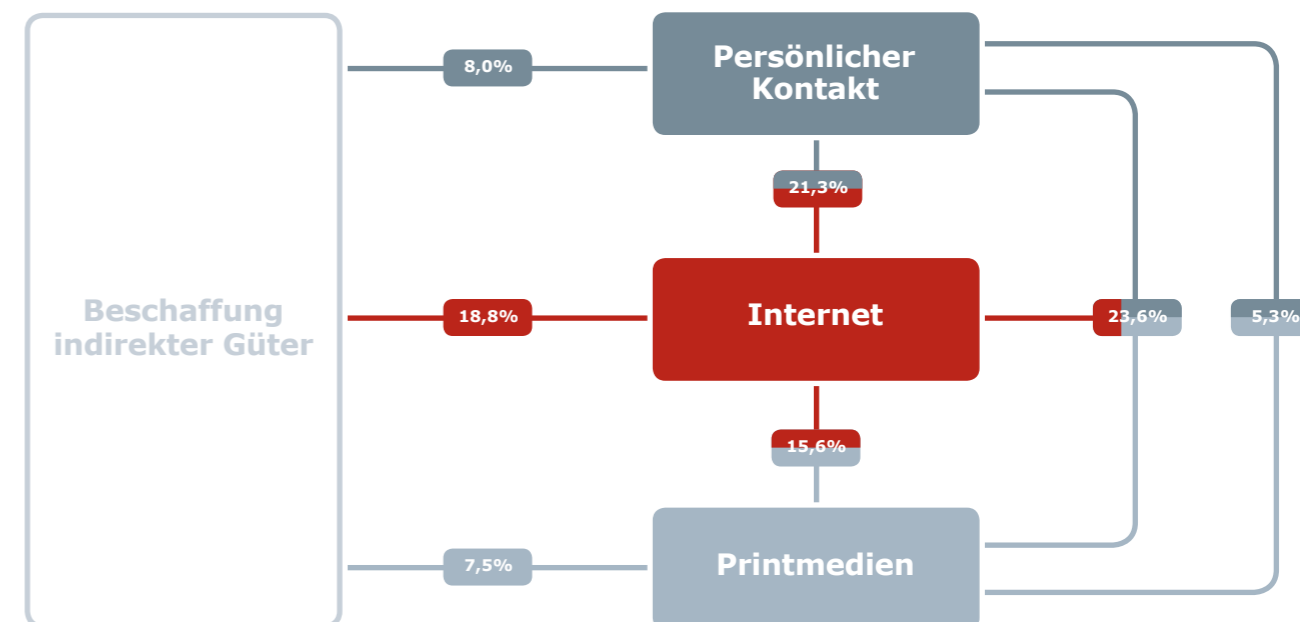 Persönlicher
Kontakt
8,0%
21,3%
Beschaffung
indirekter Güter
18,8%
Internet
23,6%
5,3%
15,6%
7,5%
Printmedien